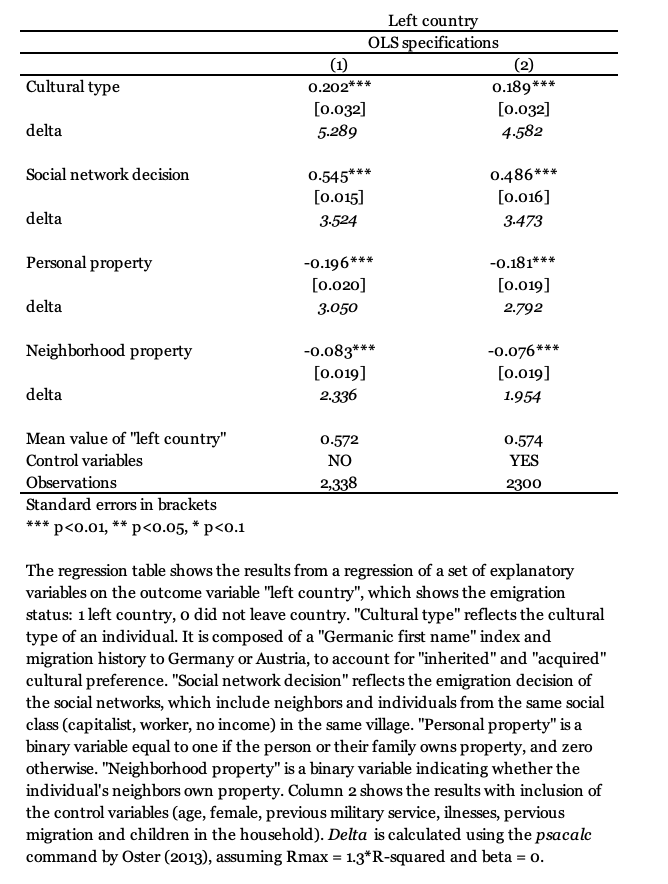 Left country
OLS specifications
(1) (2)
Cultural type 0.202*** 0.189***
[0.032] [0.032]
delta 5.289 4.582
Social network decision 0.545*** 0.486***
[0.015] [0.016]
delta 3.524 3.473
Personal property -0.196*** -0.181***
[0.020] [0.019]
delta 3.050 2.792
Neighborhood property -0.083*** -0.076***
[0.019] [0.019]
delta 2.336 1.954
Mean value of "left country" 0.572 0.574
Control variables NO YES
Observations 2,338 2300
Standard errors in brackets
*** p<0.01, ** p<0.05, * p<0.1
The regression table shows the results from a regression of a set of explanatory
variables on the outcome variable "left country", which shows the emigration
status: 1 left country, 0 did not leave country. "Cultural type" reflects the cultural
type of an individual. It is composed of a "Germanic first name" index and
migration history to Germany or Austria, to account for "inherited" and "acquired"
cultural preference. "Social network decision" reflects the emigration decision of
the social networks, which include neighbors and individuals from the same social
class (capitalist, worker, no income) in the same village. "Personal property" is a
binary variable equal to one if the person or their family owns property, and zero
otherwise. "Neighborhood property" is a binary variable indicating whether the
individual's neighbors own property. Column 2 shows the results with inclusion of
the control variables (age, female, previous military service, ilnesses, pervious
migration and children in the household). Delta is calculated using the psacalc
command by Oster (2013), assuming Rmax = 1.3*R-squared and beta = 0.